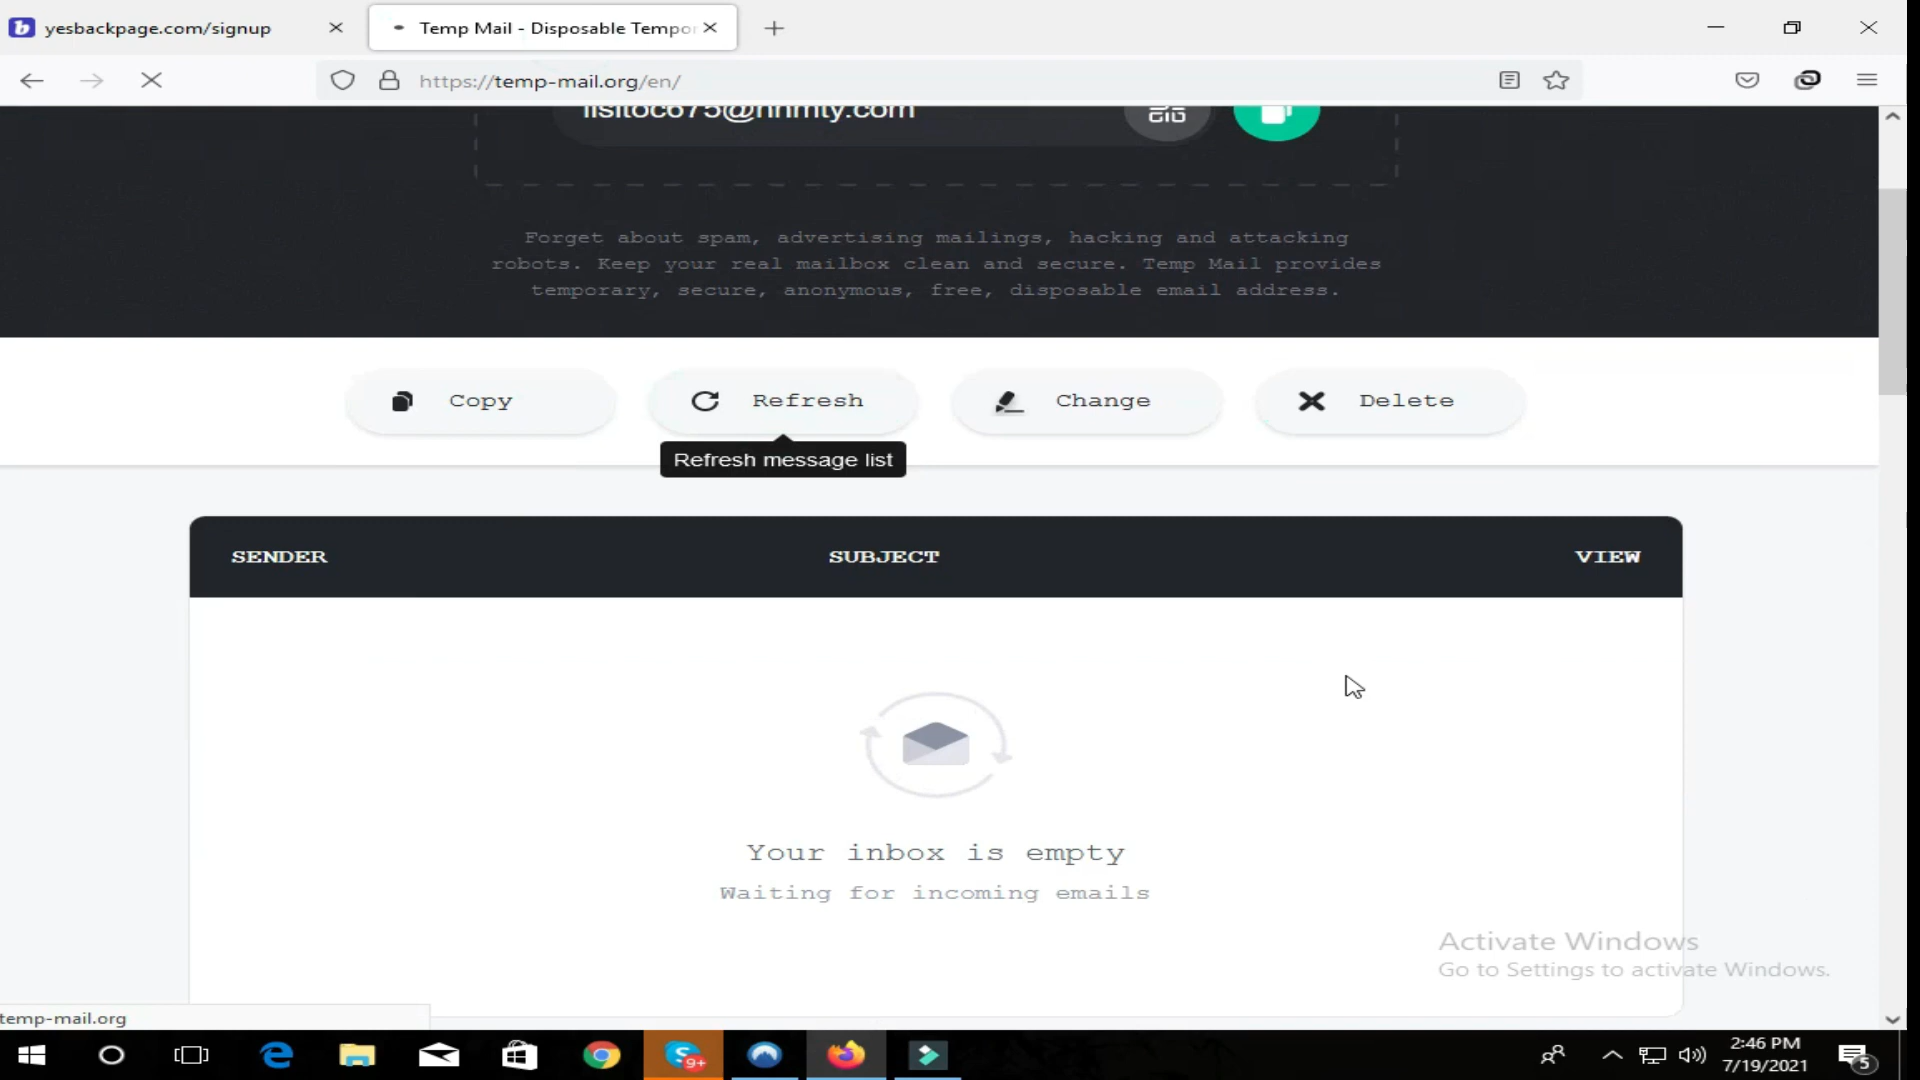 yesbackpage.com/signup
Temp Mail - Disposable Tempor
https://temp-mail.org/en/
Forget about spam, advertising mailings, hacking and attacking
robots. Keep your real mailbox clean and secure. Temp Mail provides
temporary, secure, anonymous, free, disposable email address.
Copy
Refresh
Change
Delete
Refresh message list
SENDER
SUBJECT
VIEW
Your inbox is empty
Waiting for incoming emails
Activate Windows
Go to Settings to activate Windows.
temp-mail.org
9+
2:46 PM
7/19/2021
5